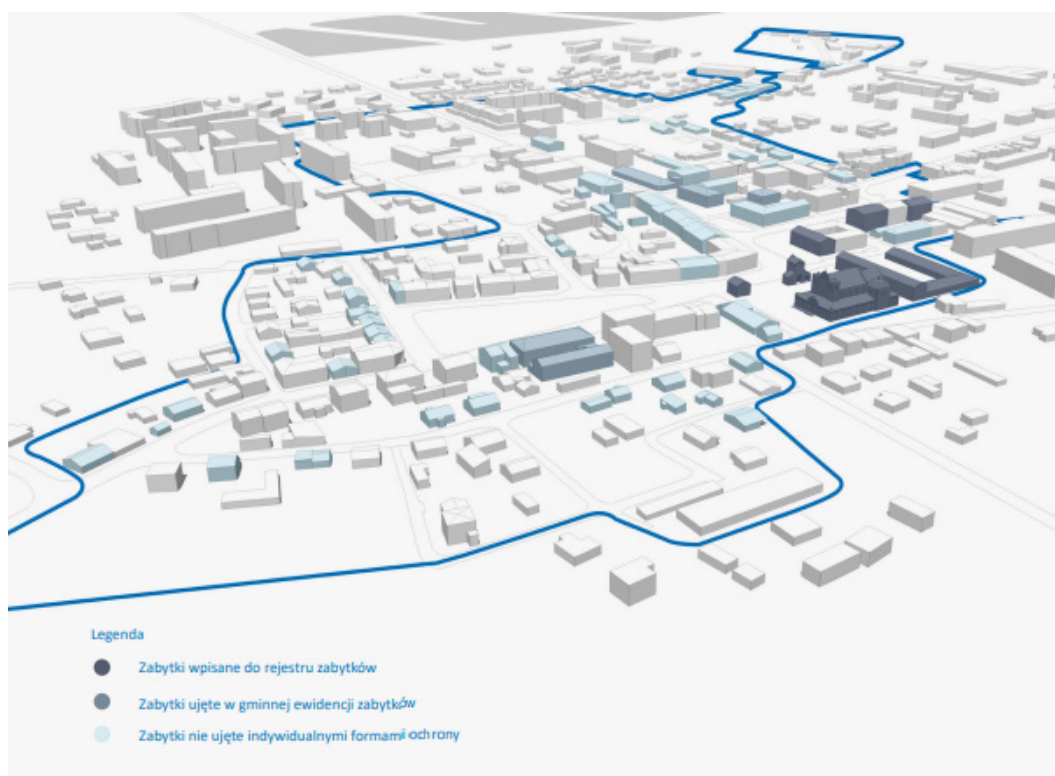 Legenda
Zabytki wpisane do rejestru zabytków
Zabytki ujęte w gminnej ewidencji zabytków
Zabytki nie ujęte indywidualnymi formami ochrony